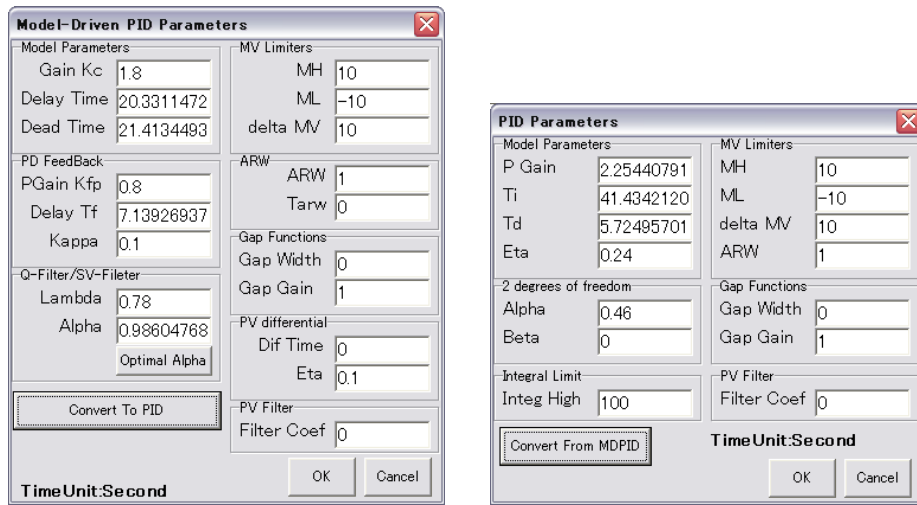 Model-Driven PID Parameters
Model Parameters
Gain Kc 1.8
Delay Time 20.3311472
Dead Time 21.4134493
PD FeedBack
PGain Kfp 0.8
Delay Tf 7.13926937
Kappa 0.1
Q-Filter/SV-Fileter
Lambda 0.78
Alpha 0.98604768
Optimal Alpha
Convert To PID
TimeUnit:Second
MV Limiters
MH 10
ML -10
delta MV 10
ARW
ARW 1
Tarw 0
Gap Functions
Gap Width 0
Gap Gain 1
PV differential
Dif Time 0
Eta 0.1
PV Filter
Filter Coef 0
OK Cancel
PID Parameters
Model Parameters
P Gain 2.25440791
Ti 41.4342120
Td 5.72495701
Eta 0.24
2 degrees of freedom
Alpha 0.46
Beta 0
Integral Limit
Integ High 100
Convert From MDPID
MV Limiters
MH 10
ML -10
delta MV 10
ARW 1
Gap Functions
Gap Width 0
Gap Gain 1
PV Filter
Filter Coef 0
TimeUnit:Second
OK Cancel